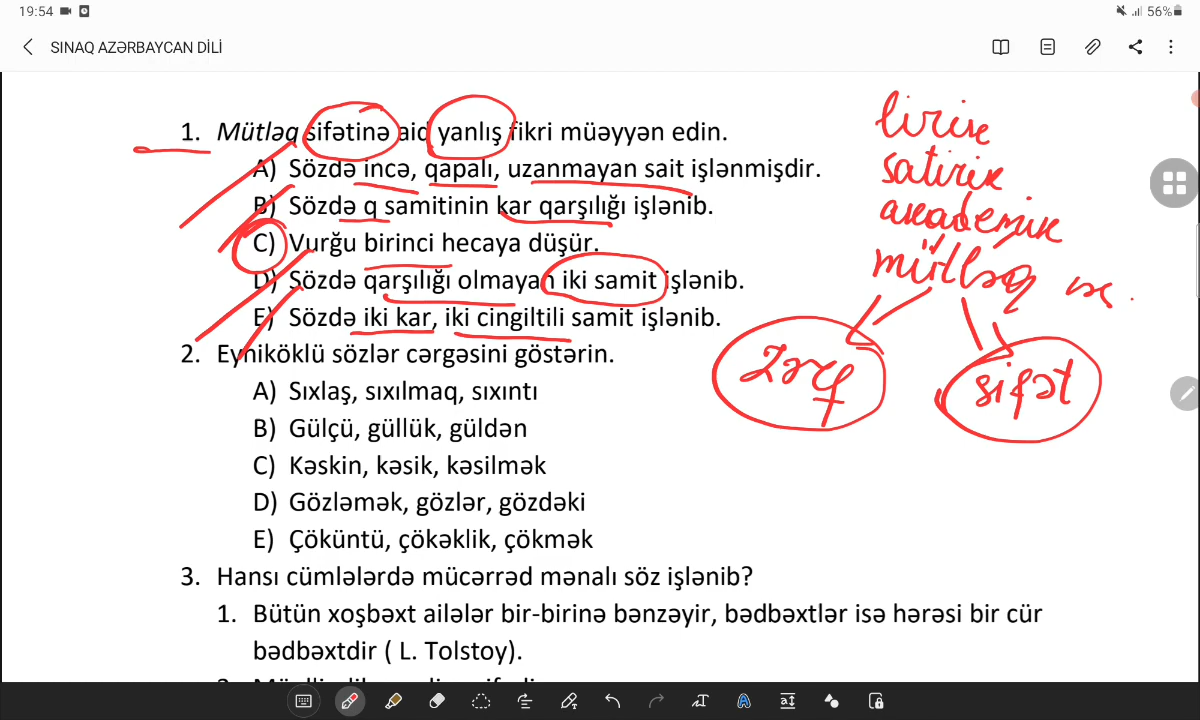 19:54 56%
SINAQ AZƏRBAYCAN DİLİ
1. Mütləq sifətinə aid yanlış fikri müəyyən edin.
A) Sözdə incə, qapalı, uzanmayan sait işlənmişdir.
B) Sözdə q samitinin kar qarşılığı işlənib.
C) Vurğu birinci hecaya düşür.
D) Sözdə qarşılığı olmayan iki samit işlənib.
E) Sözdə iki kar, iki cingiltili samit işlənib.
2. Eyniköklü sözlər cərgəsini göstərin.
A) Sıxlaş, sıxılmaq, sıxıntı
B) Gülçü, güllük, güldən
C) Kəskin, kəsik, kəsilmək
D) Gözləmək, gözlər, gözdəki
E) Çöküntü, çökəklik, çökmək
3. Hansı cümlələrdə mücərrəd mənalı söz işlənib?
1. Bütün xoşbəxt ailələr bir-birinə bənzəyir, bədbəxtlər isə hərəsi bir cür
bədbəxtdir ( L. Tolstoy).
lirik
satirik
akademik
mütləq
Zərf
sifət